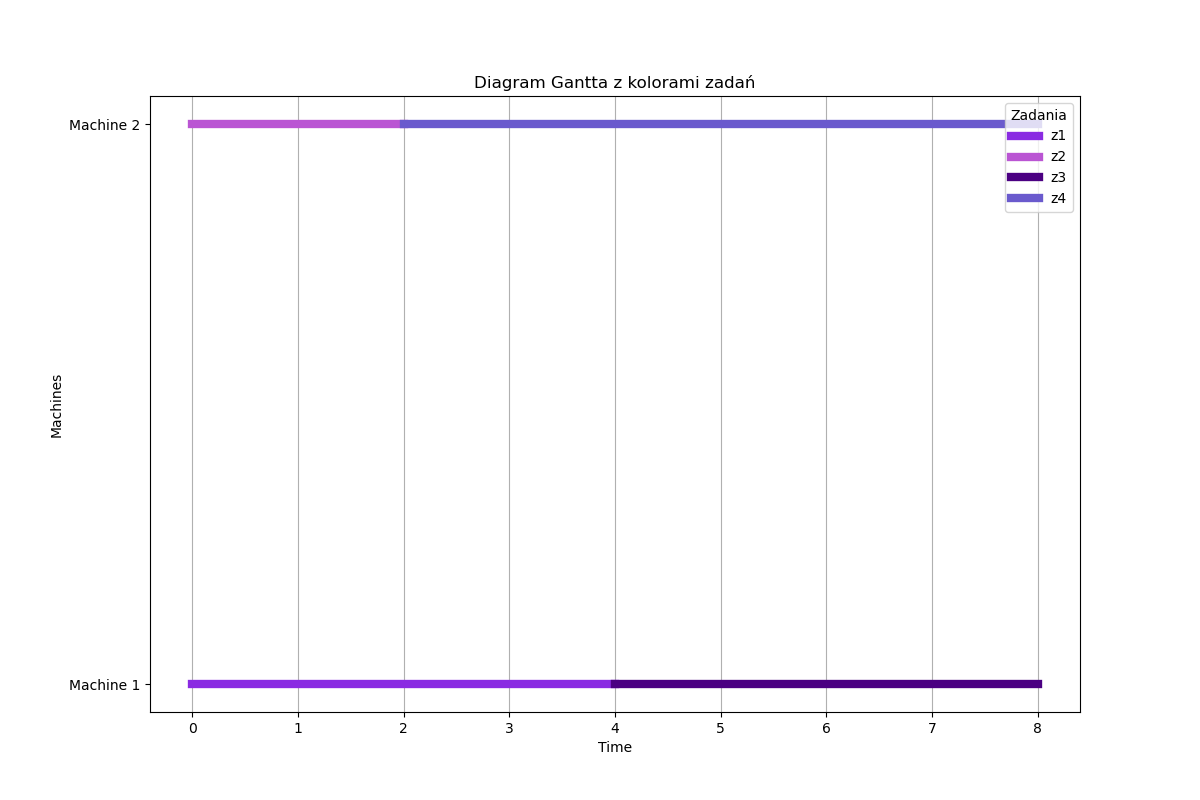 Diagram Gantta z kolorami zadań
Machine 2
Zadania
z1
z2
z3
z4
Machines
Machine 1
0 1 2 3 4 5 6 7 8
Time